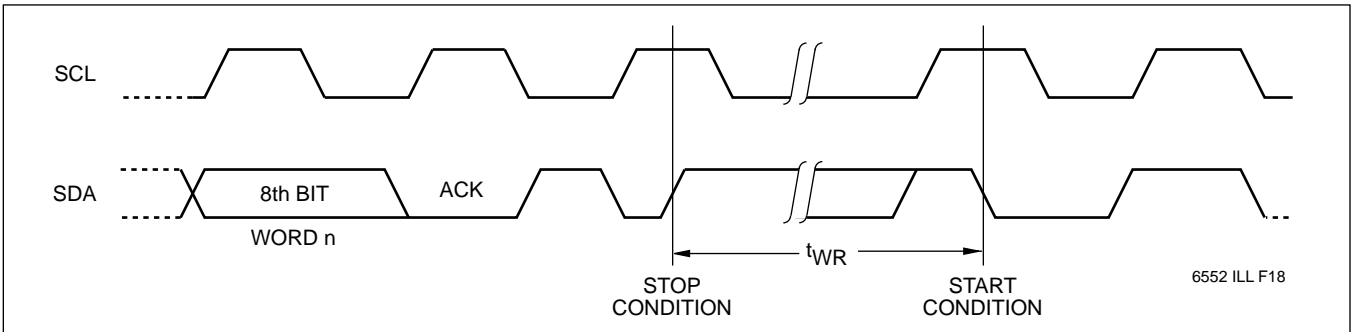 SCL
SDA
8th BIT
ACK
WORD n
tWR
STOP
CONDITION
START
CONDITION
6552 ILL F18